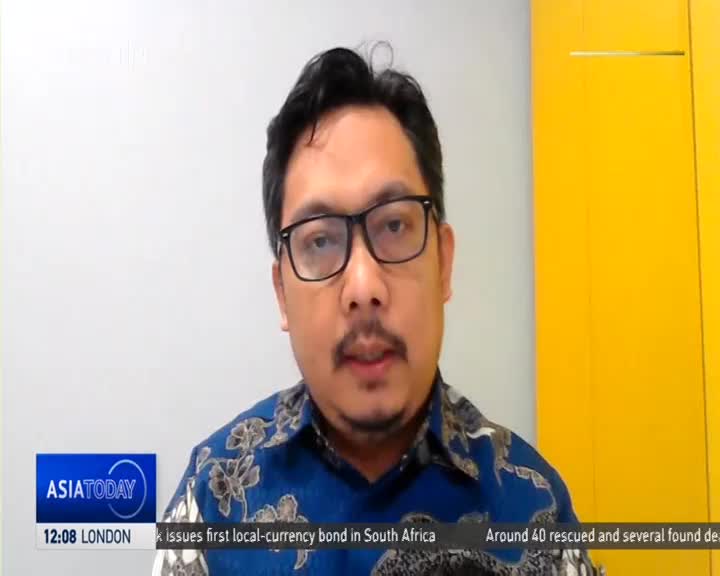 ASIATODAY
12:08 LONDON
k issues first local-currency bond in South Africa Around 40 rescued and several found de